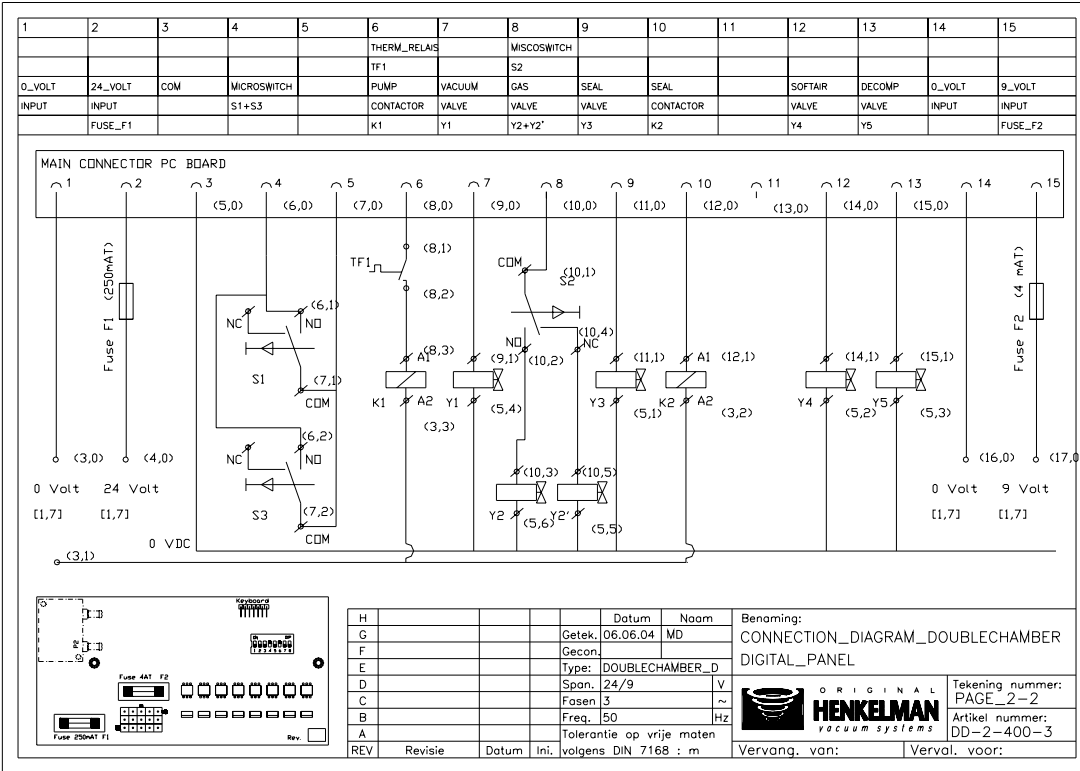 1 2 3 4 5 6 7 8 9 10 11 12 13 14 15
THERM_RELAIS MISCOSWITCH
TF1 S2
0_VOLT 24_VOLT COM MICROSWITCH PUMP VACUUM GAS SEAL SEAL SOFTAIR DECOMP 0_VOLT 9_VOLT
INPUT INPUT S1+S3 CONTACTOR VALVE VALVE VALVE CONTACTOR VALVE VALVE INPUT INPUT
FUSE_F1 K1 Y1 Y2+Y2' Y3 K2 Y4 Y5 FUSE_F2
MAIN CONNECTOR PC BOARD
1 2 3 4 5 6 7 8 9 10 11 12 13 14 15
(5,0) (6,0) (7,0) (8,0) (9,0) (10,0) (11,0) (12,0) (13,0) (14,0) (15,0)
Fuse F1 (250mAT)
TF1 (8,1)
(8,2)
COM (10,1)
S2
Fuse F2 (4 mAT)
NC (6,1)
NO
S1 (7,1)
COM
(8,3) A1
K1 A2
(3,3)
(9,1)
Y1 (5,4)
NO (10,2) (10,4)
NC
(11,1)
Y3 (5,1)
A1 (12,1)
K2 A2 (3,2)
(14,1)
Y4 (5,2)
(15,1)
Y5 (5,3)
(6,2)
NC NO
S3 (7,2)
COM
(10,3) (10,5)
Y2 (5,6) Y2' (5,5)
(3,0) (4,0)
0 Volt 24 Volt
[1,7] [1,7]
(16,0) (17,0
0 Volt 9 Volt
[1,7] [1,7]
0 VDC
(3,1)
Keyboard
P2
ON DIP
1 2 3 4 5 6 7 8
Fuse 4AT F2
Fuse 250mAT F1
Rev.
H Datum Naam
G Getek. 06.06.04 MD
F Gecon.
E Type: DOUBLECHAMBER_D
D Span. 24/9 V
C Fasen 3 ~
B Freq. 50 Hz
A Tolerantie op vrije maten
REV Revisie Datum Ini. volgens DIN 7168 : m
Benaming:
CONNECTION_DIAGRAM_DOUBLECHAMBER
DIGITAL_PANEL
ORIGINAL
HENKELMAN
vacuum systems
Tekening nummer:
PAGE_2-2
Artikel nummer:
DD-2-400-3
Vervang. van: Verval. voor: